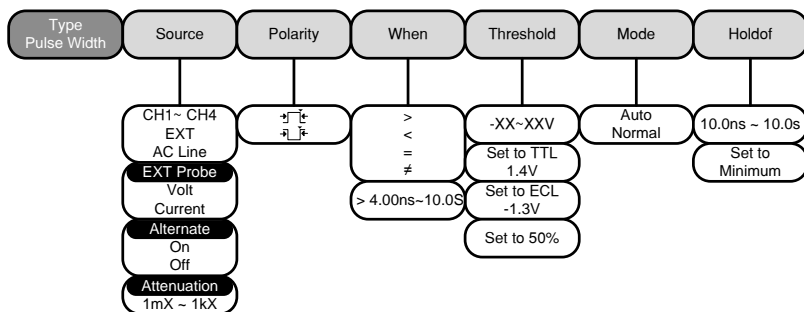 Type
Pulse Width
Source
Polarity
When
Threshold
Mode
Holdof
CH1~ CH4
EXT
AC Line
EXT Probe
Volt
Current
Alternate
On
Off
Attenuation
1mX ~ 1kX
>
<
=
≠
> 4.00ns~10.0S
-XX~XXV
Set to TTL
1.4V
Set to ECL
-1.3V
Set to 50%
Auto
Normal
10.0ns ~ 10.0s
Set to
Minimum